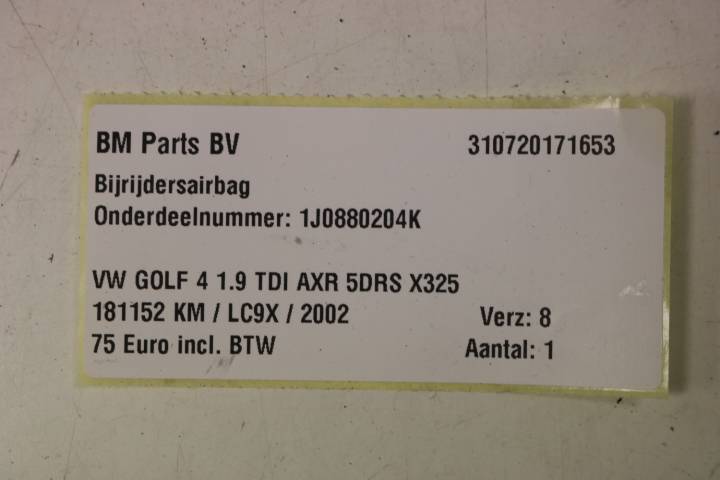 BM Parts BV 310720171653
Bijrijdersairbag
Onderdeelnummer: 1J0880204K
VW GOLF 4 1.9 TDI AXR 5DRS X325
181152 KM / LC9X / 2002 Verz: 8
75 Euro incl. BTW Aantal: 1